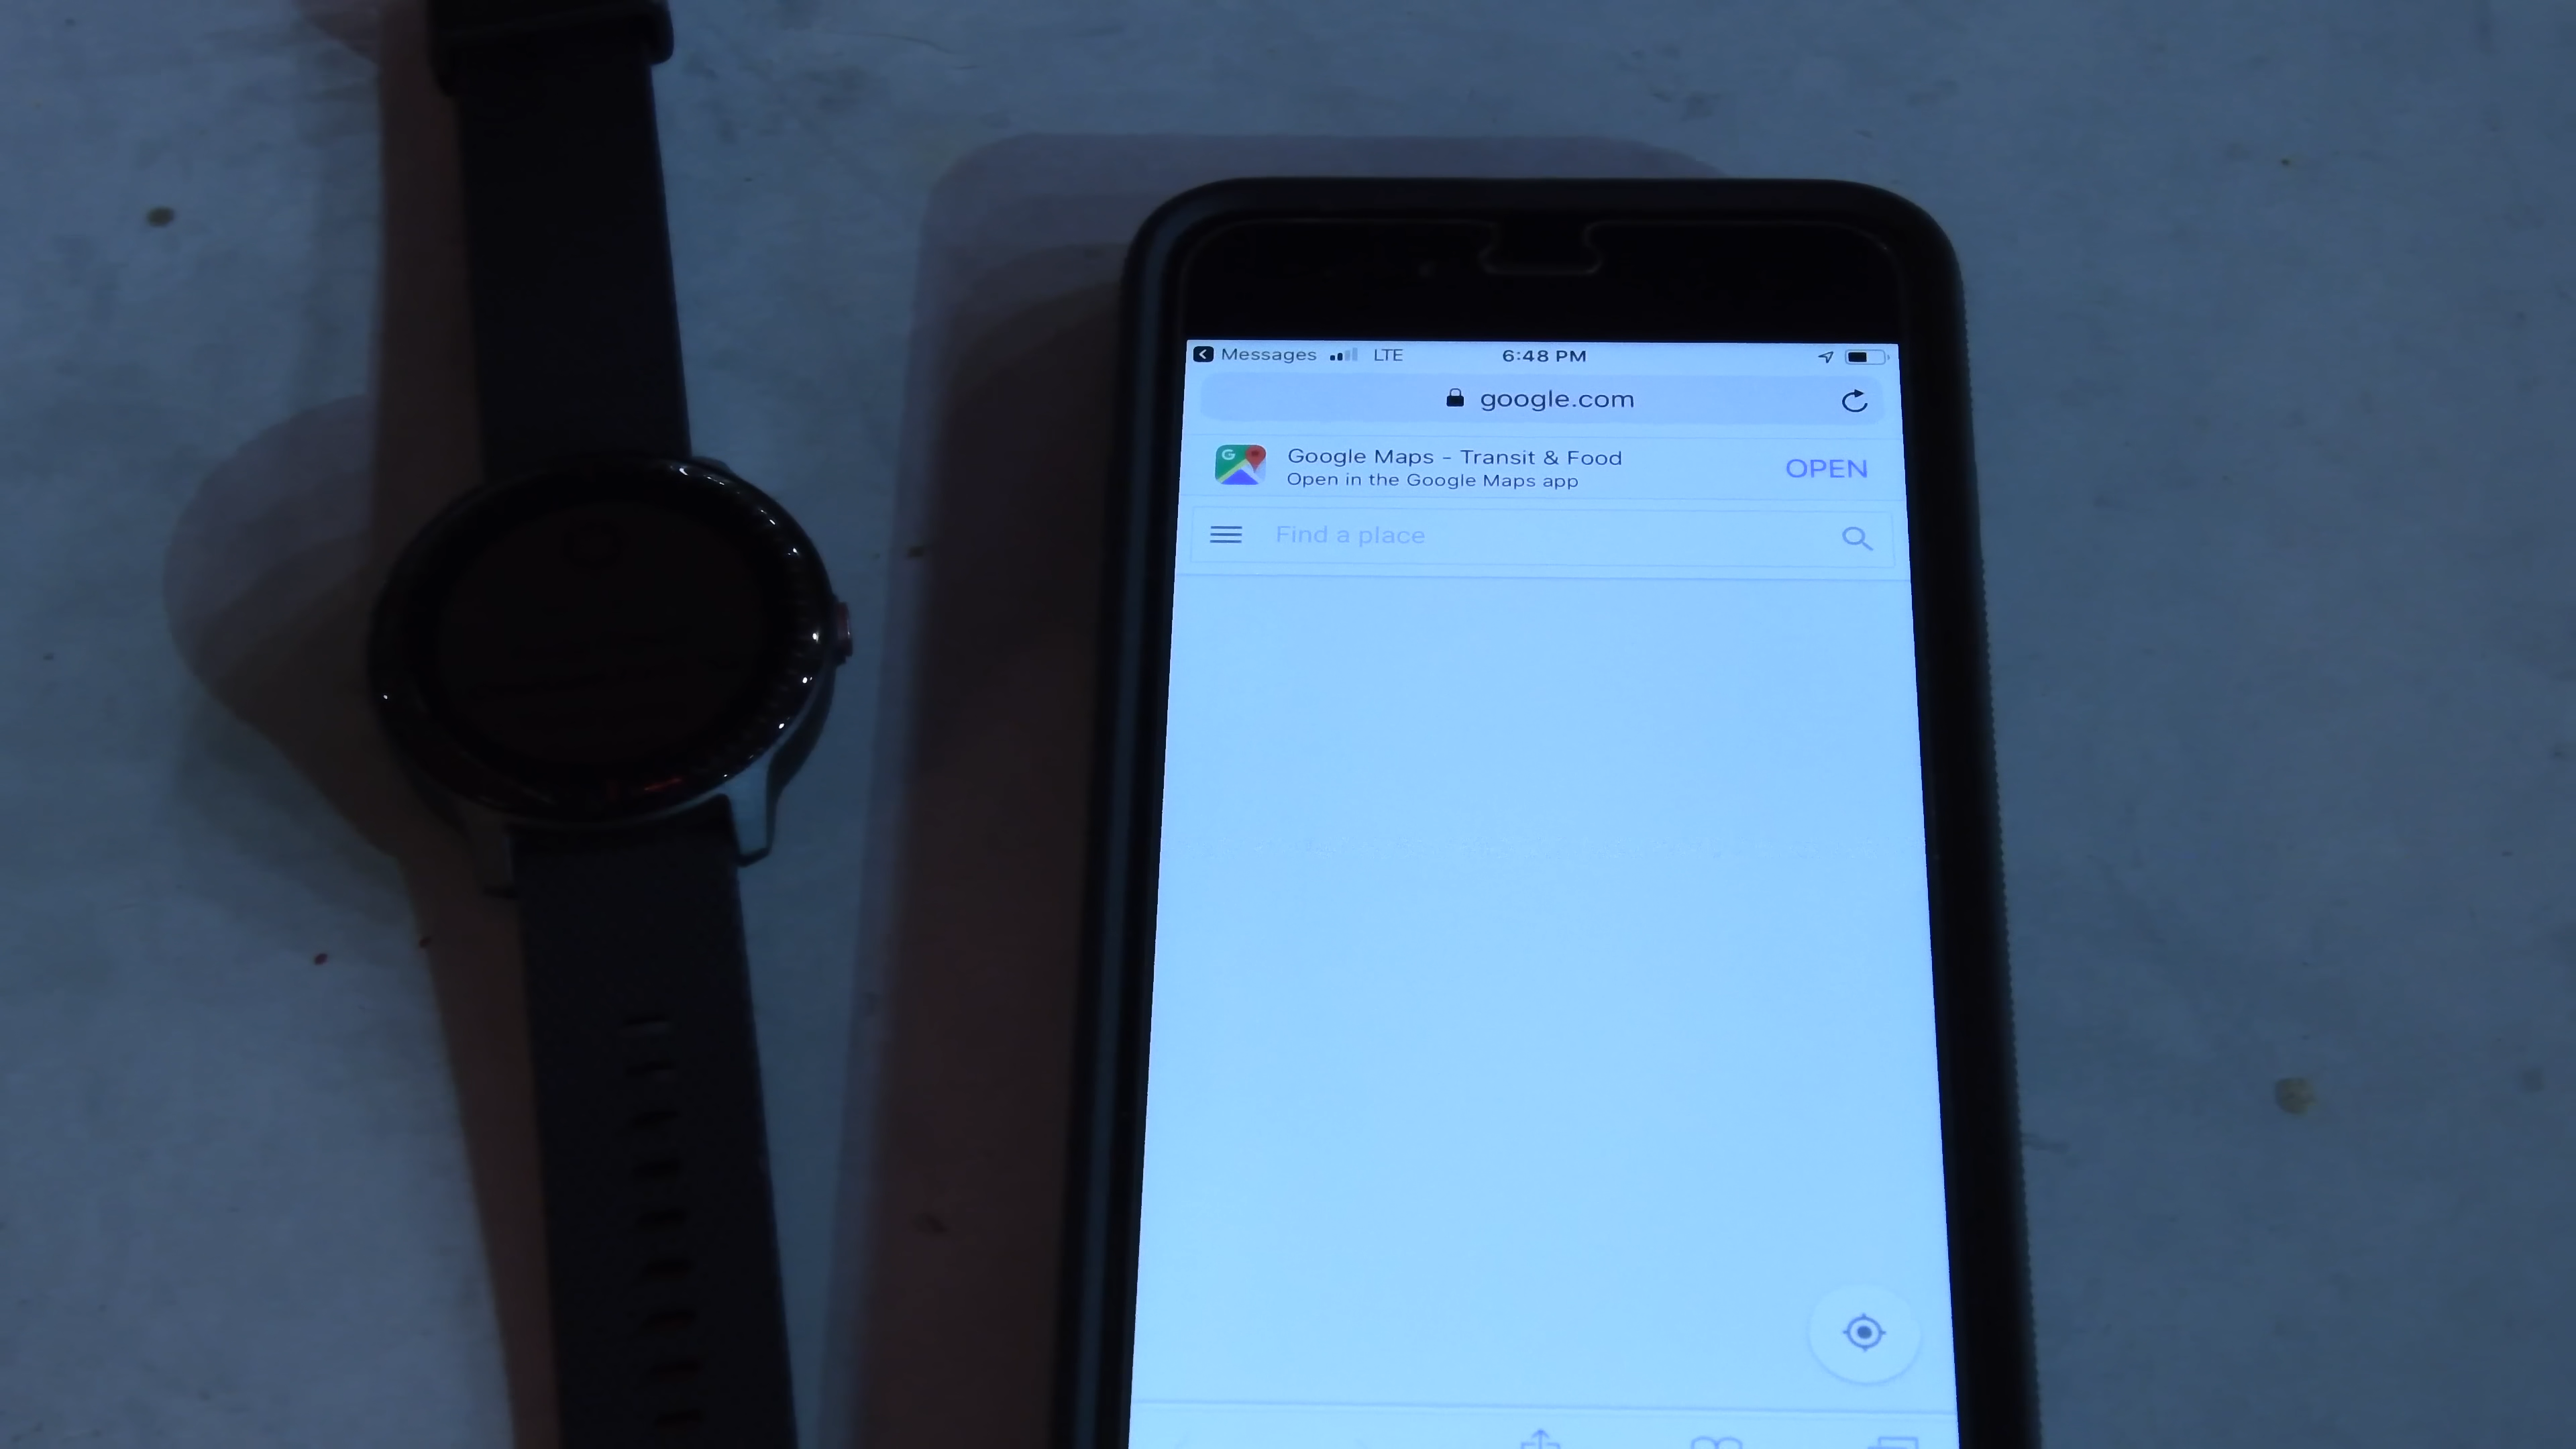 Messages LTE 6:48 PM
google.com
G
Google Maps - Transit & Food
Open in the Google Maps app
OPEN
Find a place